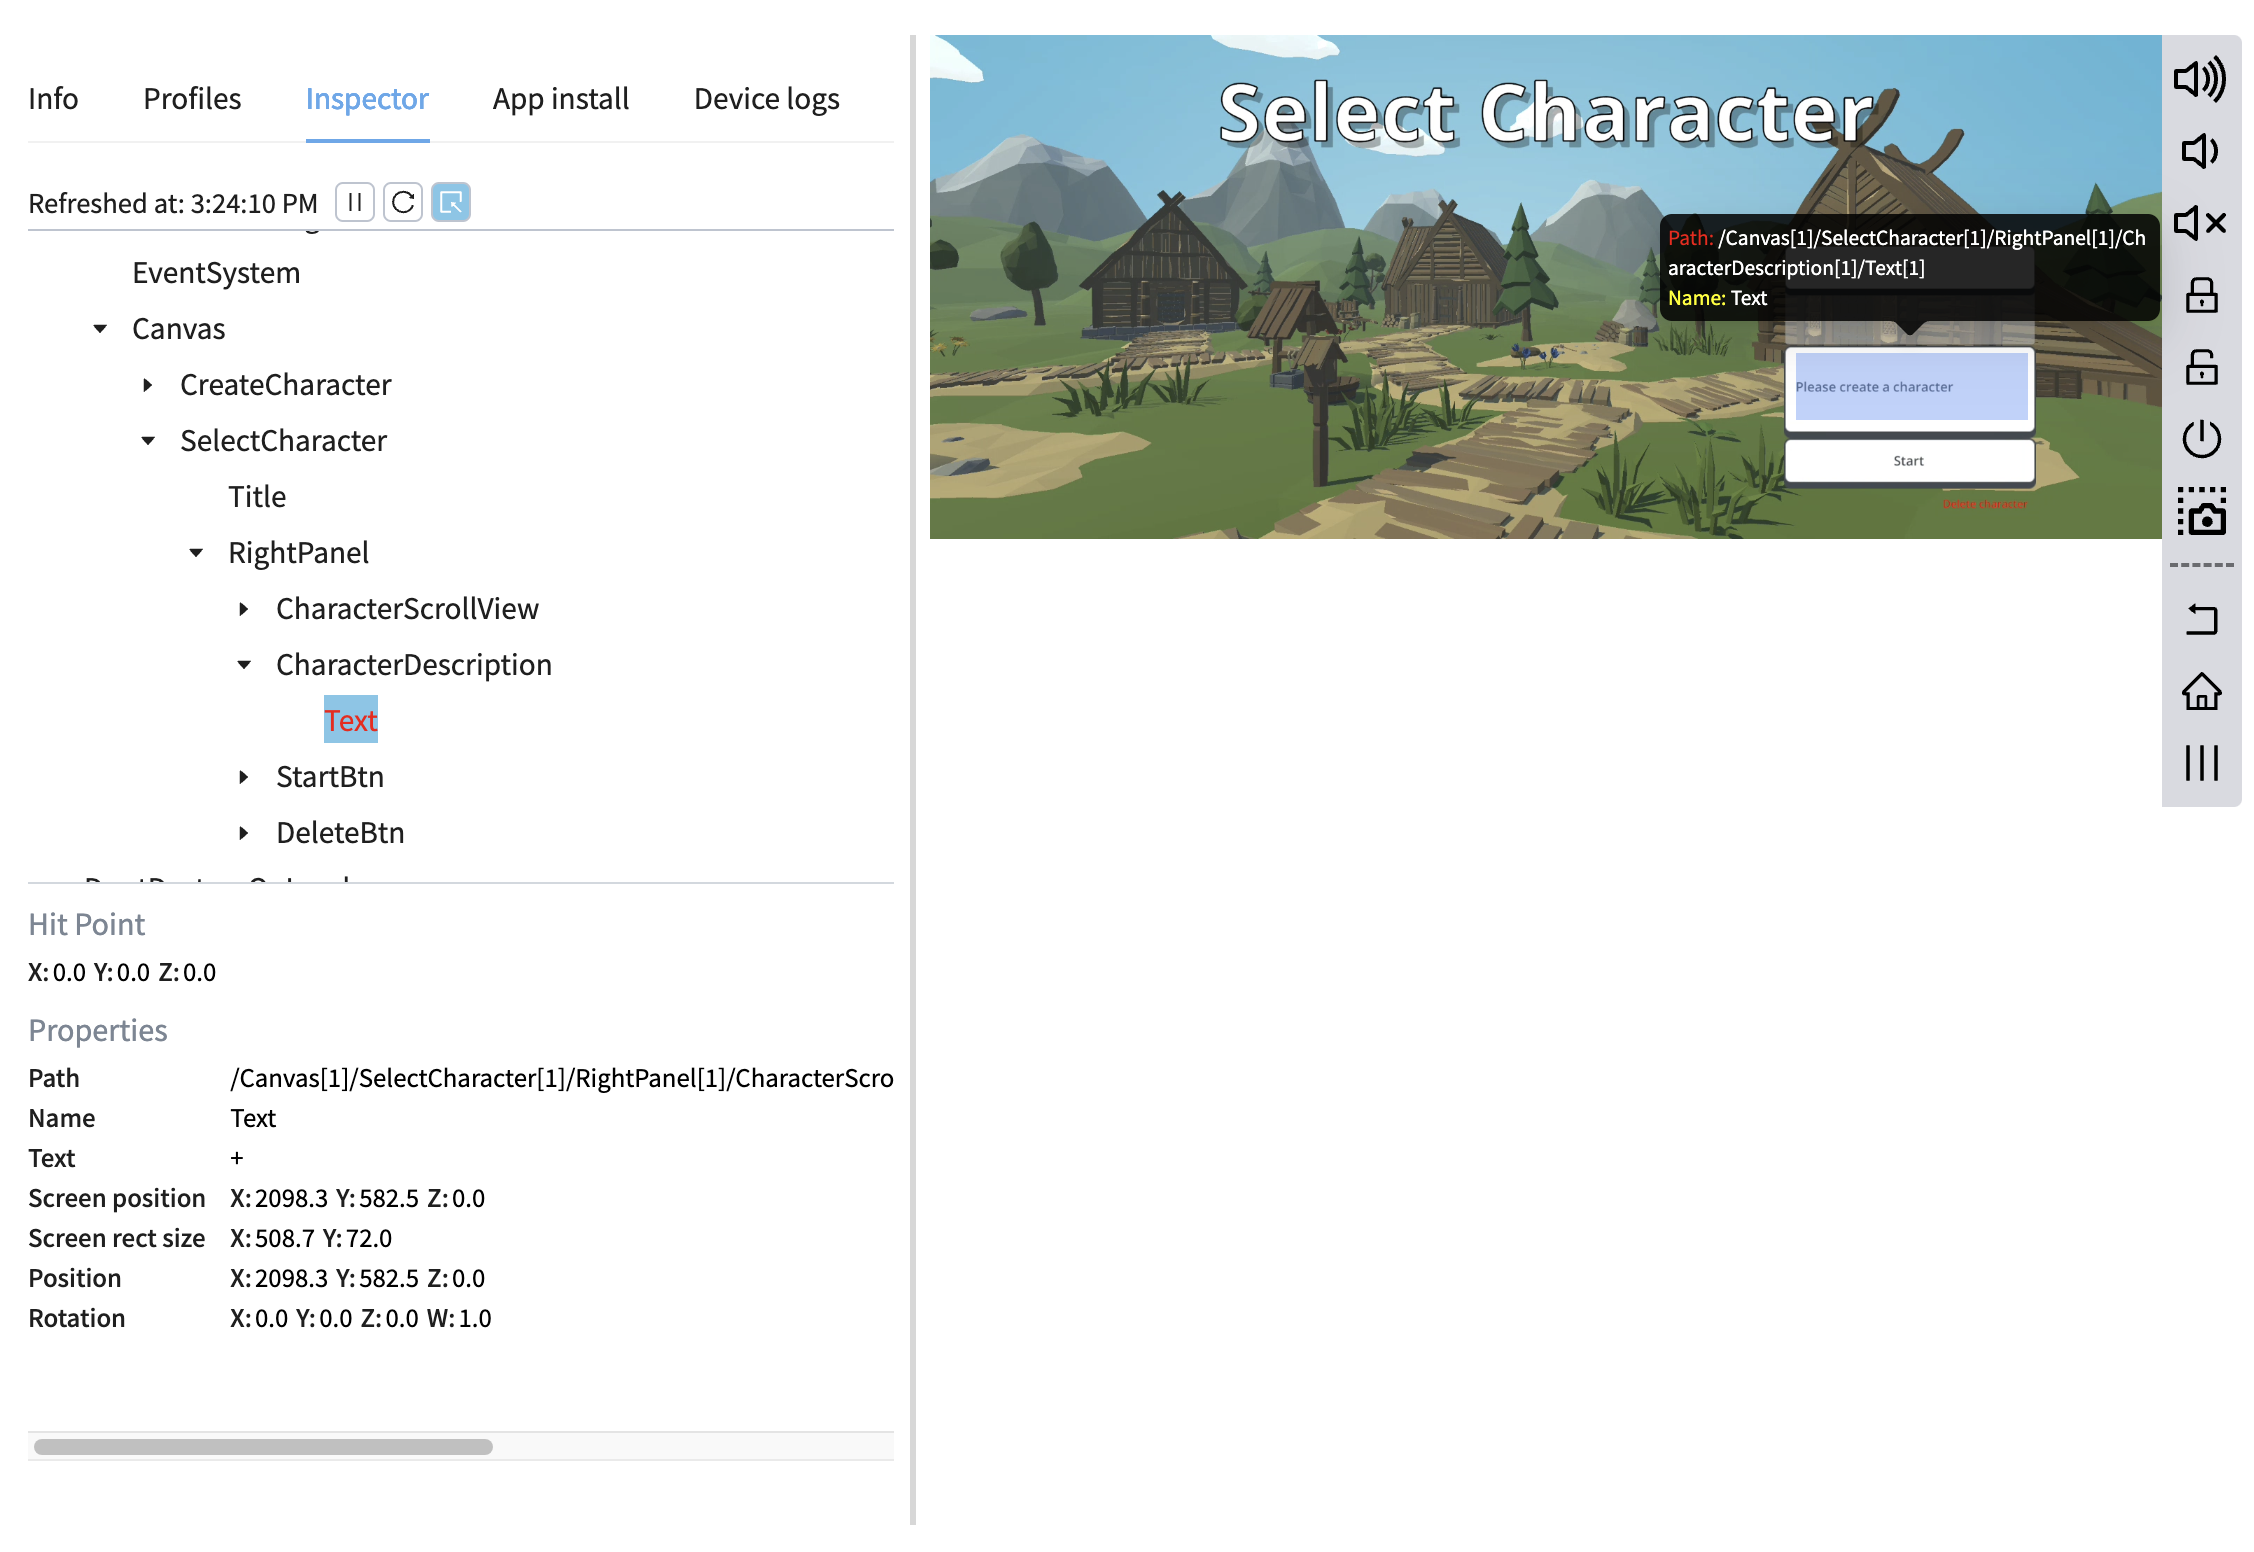 Info Profiles Inspector App install Device logs
Refreshed at: 3:24:10 PM
EventSystem
Canvas
CreateCharacter
SelectCharacter
Title
RightPanel
CharacterScrollView
CharacterDescription
Text
StartBtn
DeleteBtn
Hit Point
X: 0.0 Y: 0.0 Z: 0.0
Properties
Path /Canvas[1]/SelectCharacter[1]/RightPanel[1]/CharacterScro
Name Text
Text +
Screen position X: 2098.3 Y: 582.5 Z: 0.0
Screen rect size X: 508.7 Y: 72.0
Position X: 2098.3 Y: 582.5 Z: 0.0
Rotation X: 0.0 Y: 0.0 Z: 0.0 W: 1.0
Select Character
Path: /Canvas[1]/SelectCharacter[1]/RightPanel[1]/Ch
aracterDescription[1]/Text[1]
Name: Text
Please create a character
Start
Delete character